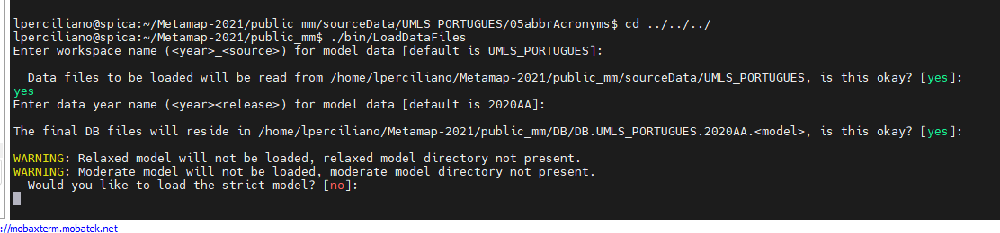 lperciliano@spica:~/Metamap-2021/public_mm/sourceData/UMLS_PORTUGUES/05abbrAcronyms$ cd ../../../
lperciliano@spica:~/Metamap-2021/public_mm$ ./bin/LoadDataFiles
Enter workspace name (<year>_<source>) for model data [default is UMLS_PORTUGUES]:
Data files to be loaded will be read from /home/lperciliano/Metamap-2021/public_mm/sourceData/UMLS_PORTUGUES, is this okay? [yes]:
yes
Enter data year name (<year><release>) for model data [default is 2020AA]:
The final DB files will reside in /home/lperciliano/Metamap-2021/public_mm/DB/DB.UMLS_PORTUGUES.2020AA.<model>, is this okay? [yes]:
WARNING: Relaxed model will not be loaded, relaxed model directory not present.
WARNING: Moderate model will not be loaded, moderate model directory not present.
Would you like to load the strict model? [no]:
://mobaxterm.mobatek.net